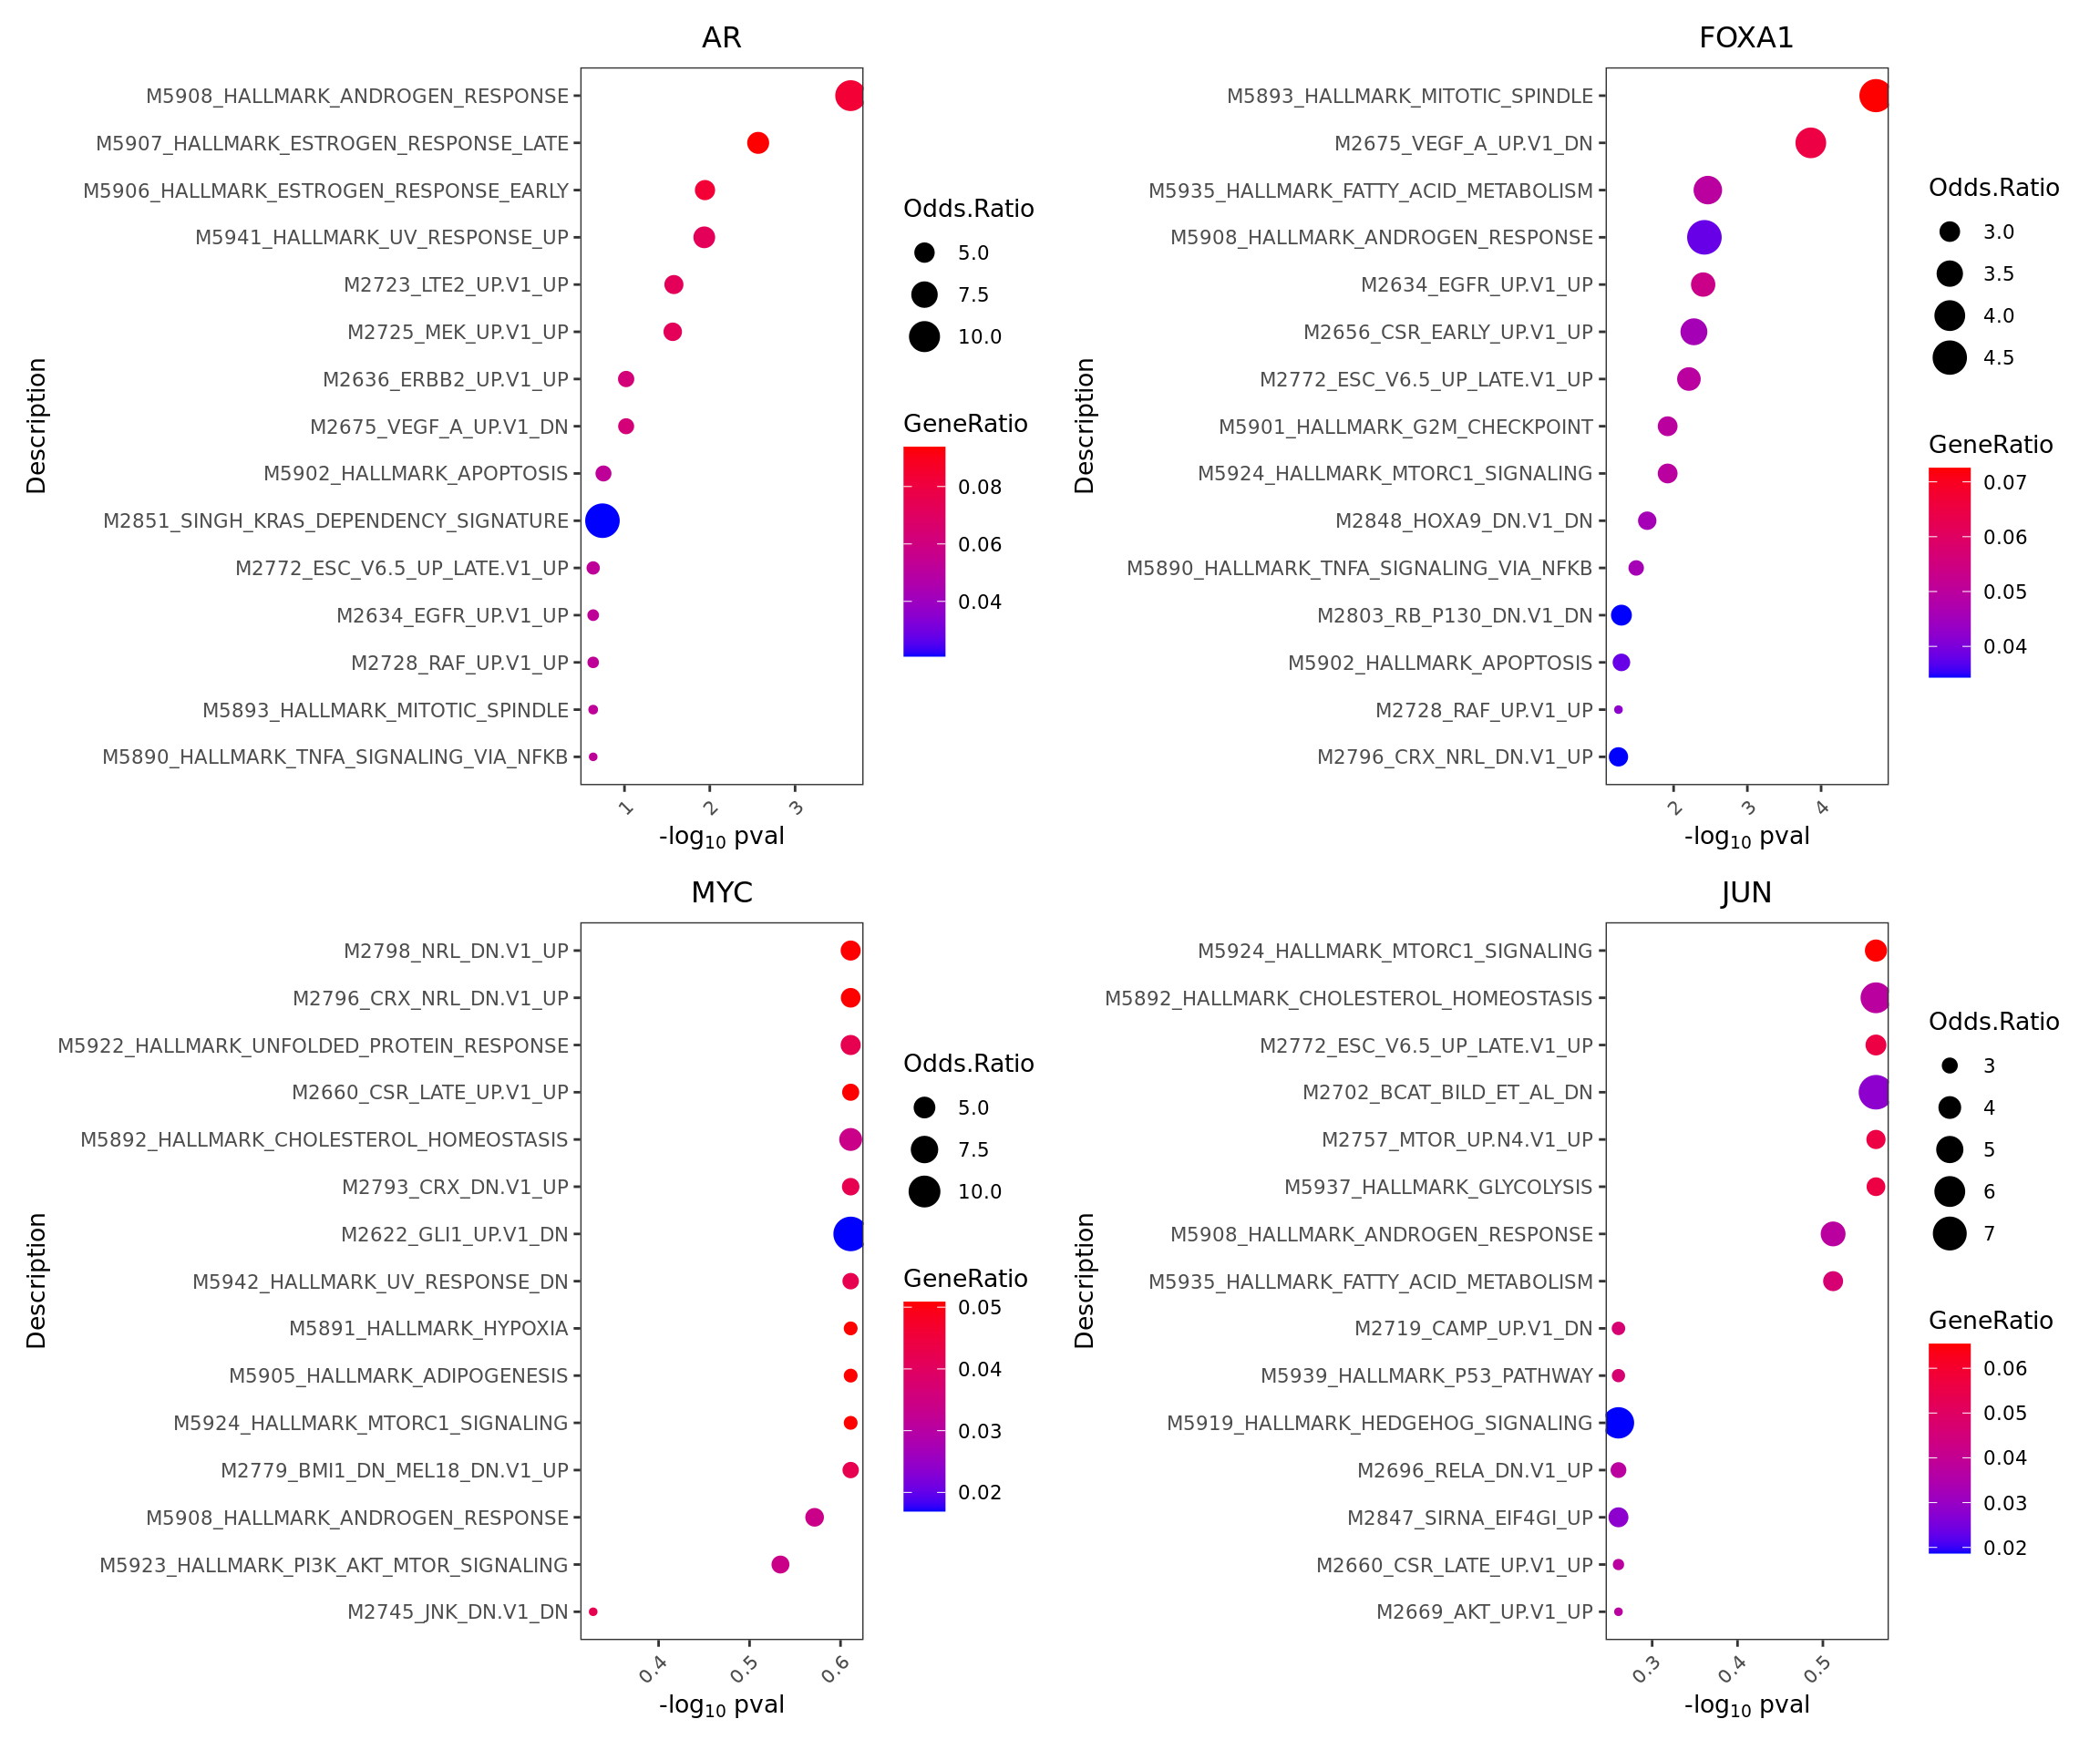 AR
M5908_HALLMARK_ANDROGEN_RESPONSE
M5907_HALLMARK_ESTROGEN_RESPONSE_LATE
M5906_HALLMARK_ESTROGEN_RESPONSE_EARLY
M5941_HALLMARK_UV_RESPONSE_UP
M2723_LTE2_UP.V1_UP
M2725_MEK_UP.V1_UP
M2636_ERBB2_UP.V1_UP
M2675_VEGF_A_UP.V1_DN
M5902_HALLMARK_APOPTOSIS
M2851_SINGH_KRAS_DEPENDENCY_SIGNATURE
M2772_ESC_V6.5_UP_LATE.V1_UP
M2634_EGFR_UP.V1_UP
M2728_RAF_UP.V1_UP
M5893_HALLMARK_MITOTIC_SPINDLE
M5890_HALLMARK_TNFA_SIGNALING_VIA_NFKB
Description
1 2 3
-log10 pval
Odds.Ratio
5.0
7.5
10.0
GeneRatio
0.08
0.06
0.04
FOXA1
M5893_HALLMARK_MITOTIC_SPINDLE
M2675_VEGF_A_UP.V1_DN
M5935_HALLMARK_FATTY_ACID_METABOLISM
M5908_HALLMARK_ANDROGEN_RESPONSE
M2634_EGFR_UP.V1_UP
M2656_CSR_EARLY_UP.V1_UP
M2772_ESC_V6.5_UP_LATE.V1_UP
M5901_HALLMARK_G2M_CHECKPOINT
M5924_HALLMARK_MTORC1_SIGNALING
M2848_HOXA9_DN.V1_DN
M5890_HALLMARK_TNFA_SIGNALING_VIA_NFKB
M2803_RB_P130_DN.V1_DN
M5902_HALLMARK_APOPTOSIS
M2728_RAF_UP.V1_UP
M2796_CRX_NRL_DN.V1_UP
Description
2 3 4
-log10 pval
Odds.Ratio
3.0
3.5
4.0
4.5
GeneRatio
0.07
0.06
0.05
0.04
MYC
M2798_NRL_DN.V1_UP
M2796_CRX_NRL_DN.V1_UP
M5922_HALLMARK_UNFOLDED_PROTEIN_RESPONSE
M2660_CSR_LATE_UP.V1_UP
M5892_HALLMARK_CHOLESTEROL_HOMEOSTASIS
M2793_CRX_DN.V1_UP
M2622_GLI1_UP.V1_DN
M5942_HALLMARK_UV_RESPONSE_DN
M5891_HALLMARK_HYPOXIA
M5905_HALLMARK_ADIPOGENESIS
M5924_HALLMARK_MTORC1_SIGNALING
M2779_BMI1_DN_MEL18_DN.V1_UP
M5908_HALLMARK_ANDROGEN_RESPONSE
M5923_HALLMARK_PI3K_AKT_MTOR_SIGNALING
M2745_JNK_DN.V1_DN
Description
0.4 0.5 0.6
-log10 pval
Odds.Ratio
5.0
7.5
10.0
GeneRatio
0.05
0.04
0.03
0.02
JUN
M5924_HALLMARK_MTORC1_SIGNALING
M5892_HALLMARK_CHOLESTEROL_HOMEOSTASIS
M2772_ESC_V6.5_UP_LATE.V1_UP
M2702_BCAT_BILD_ET_AL_DN
M2757_MTOR_UP.N4.V1_UP
M5937_HALLMARK_GLYCOLYSIS
M5908_HALLMARK_ANDROGEN_RESPONSE
M5935_HALLMARK_FATTY_ACID_METABOLISM
M2719_CAMP_UP.V1_DN
M5939_HALLMARK_P53_PATHWAY
M5919_HALLMARK_HEDGEHOG_SIGNALING
M2696_RELA_DN.V1_UP
M2847_SIRNA_EIF4GI_UP
M2660_CSR_LATE_UP.V1_UP
M2669_AKT_UP.V1_UP
Description
0.3 0.4 0.5
-log10 pval
Odds.Ratio
3
4
5
6
7
GeneRatio
0.06
0.05
0.04
0.03
0.02